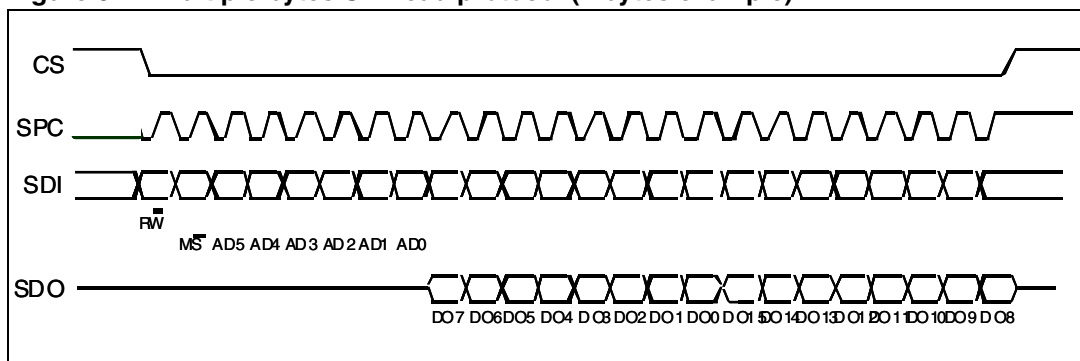 CS
SPC
SDI
RW
MS AD5 AD4 AD3 AD2 AD1 AD0
SDO
DO7 DO6 DO5 DO4 DO3 DO2 DO1 DO0 DO15 DO14 DO13 DO12 DO11 DO10 DO9 DO8